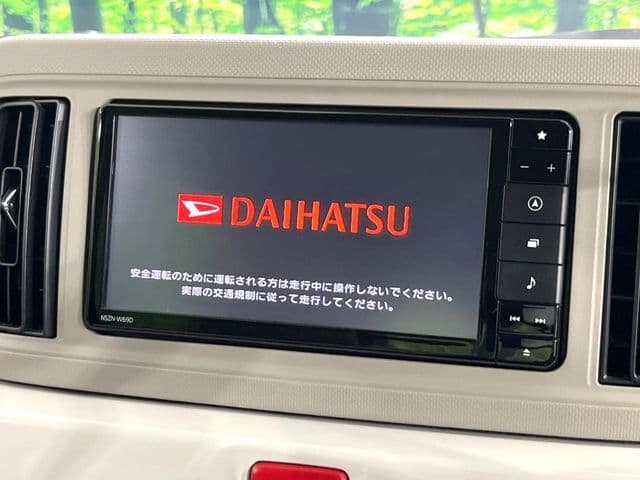 DAIHATSU
安全運転のために運転される方は走行中に操作しないでください。
実際の交通規制に従って走行してください。
NSZN-W69D